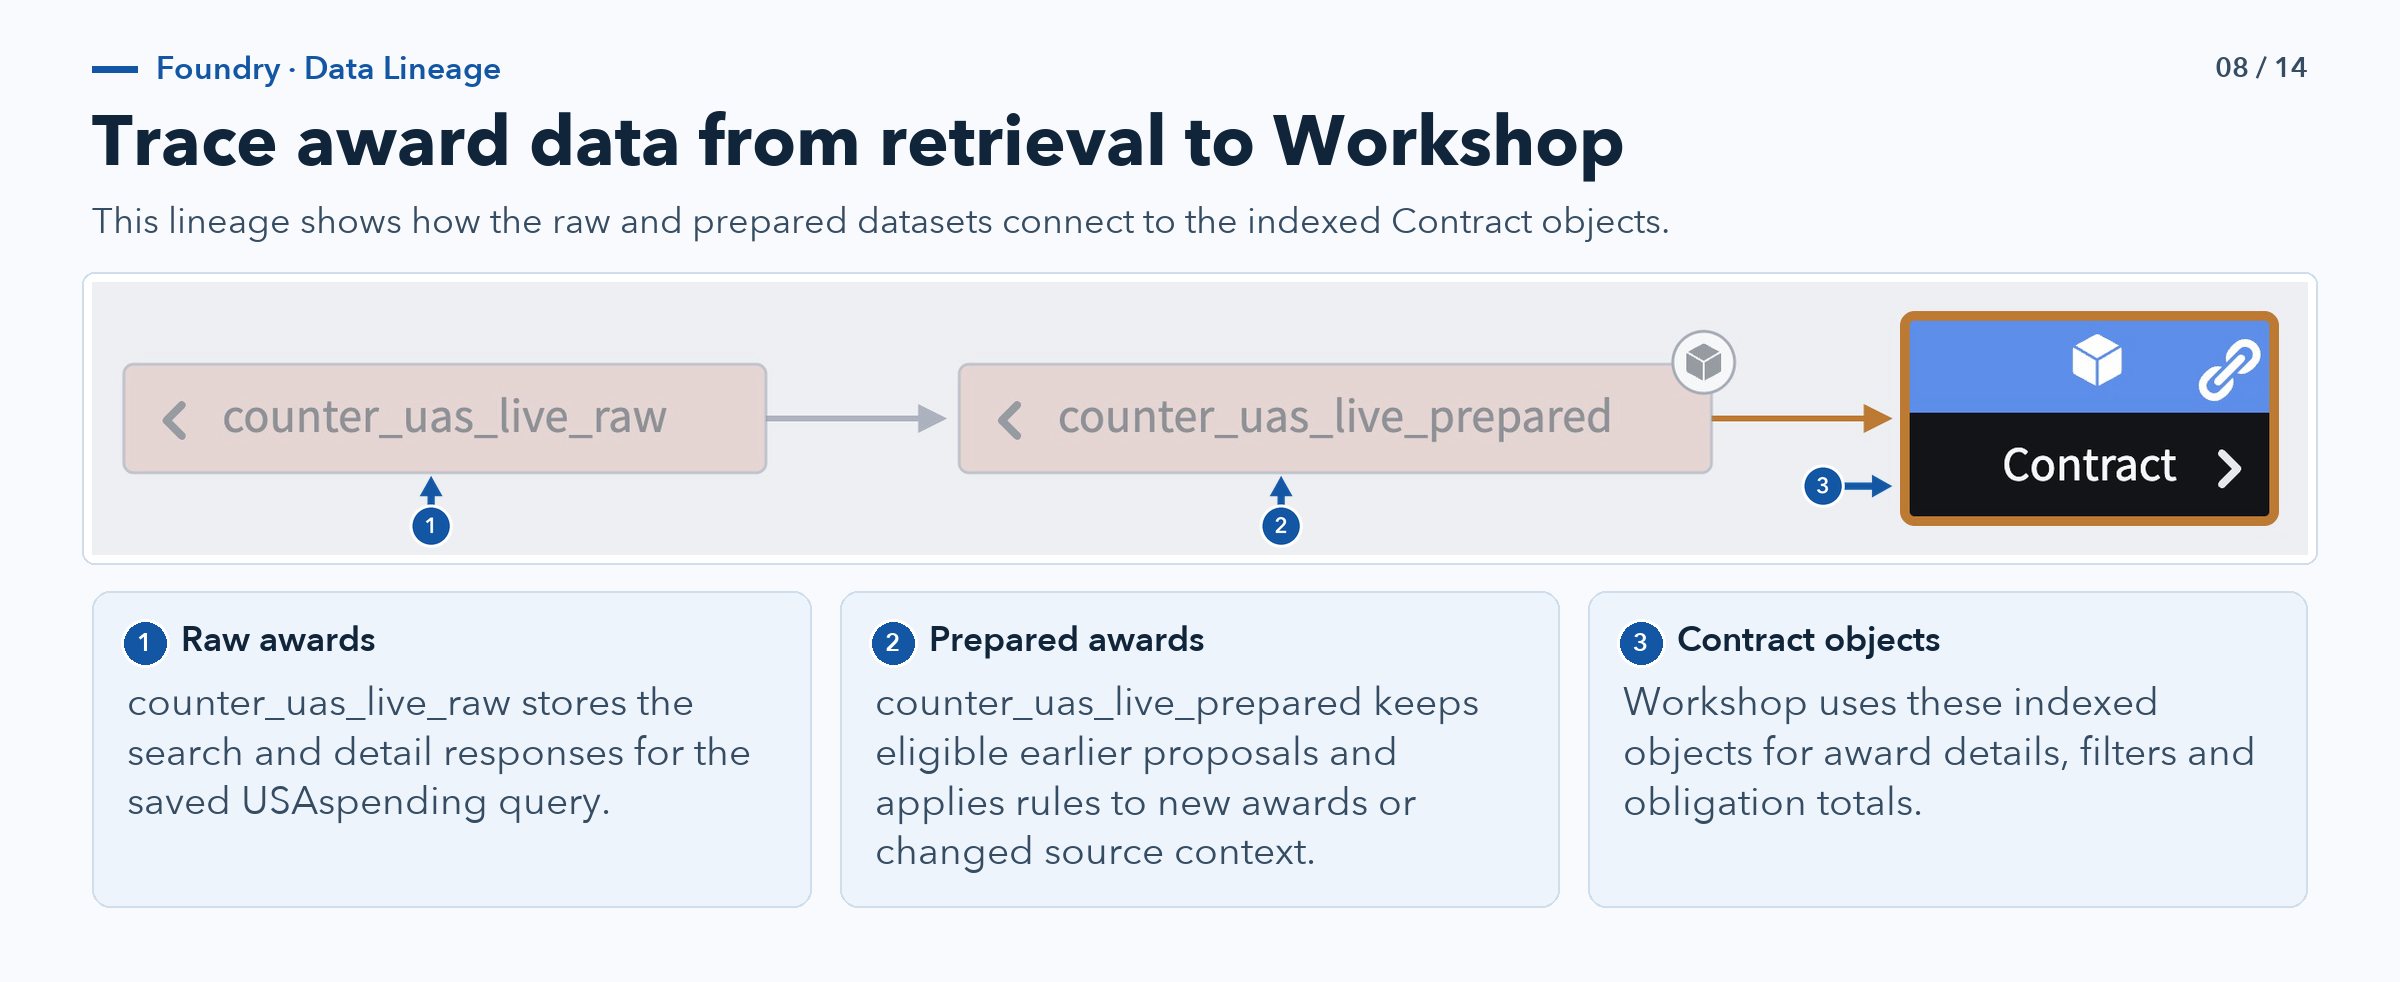 Foundry · Data Lineage
08 / 14
Trace award data from retrieval to Workshop
This lineage shows how the raw and prepared datasets connect to the indexed Contract objects.
counter_uas_live_raw
counter_uas_live_prepared
Contract
1
2
3
1 Raw awards
counter_uas_live_raw stores the
search and detail responses for the
saved USAspending query.
2 Prepared awards
counter_uas_live_prepared keeps
eligible earlier proposals and
applies rules to new awards or
changed source context.
3 Contract objects
Workshop uses these indexed
objects for award details, filters and
obligation totals.